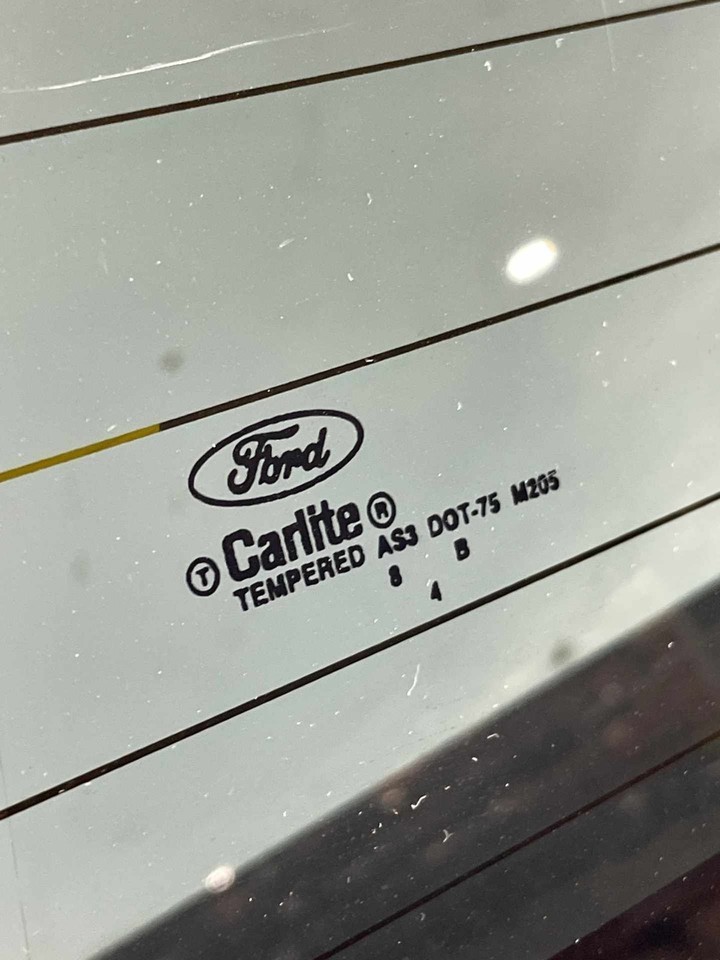 Ford
T Carlite ®
TEMPERED AS3 DOT-75 M205
8 B
4